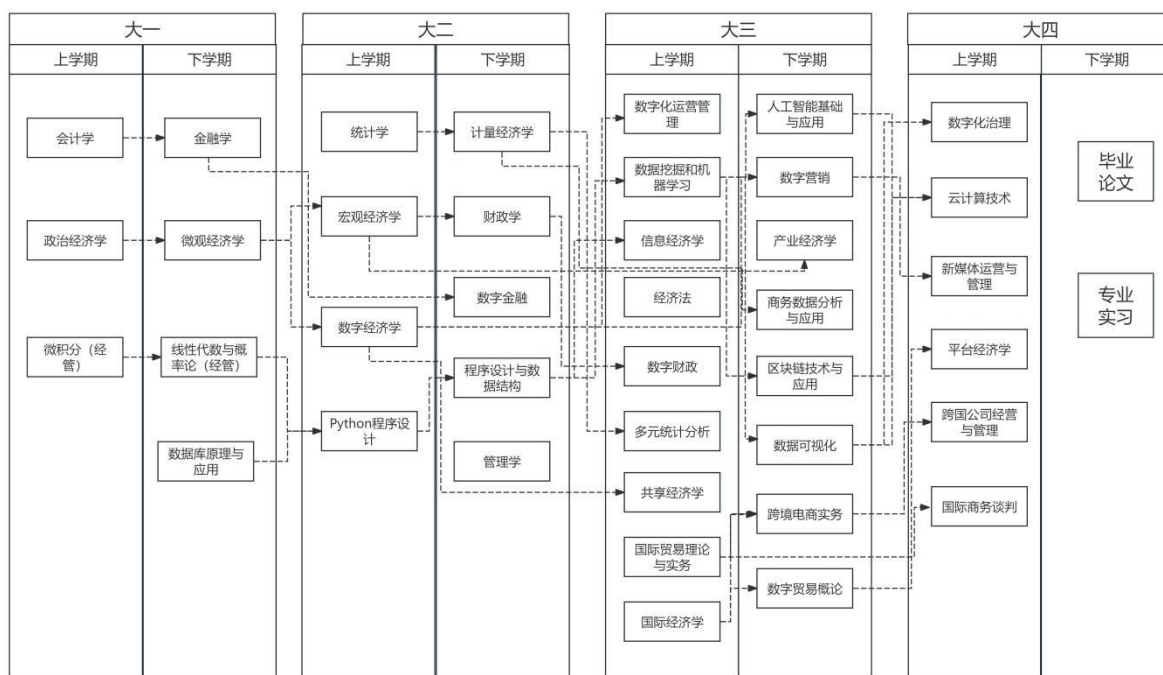 大一
大二
大三
大四
上学期
下学期
上学期
下学期
上学期
下学期
上学期
下学期
会计学
政治经济学
微积分（经
管）
金融学
微观经济学
线性代数与概
率论（经管）
数据库原理与
应用
统计学
宏观经济学
数字经济学
Python程序设
计
计量经济学
财政学
数字金融
程序设计与数
据结构
管理学
数字化运营管
理
数据挖掘和机
器学习
信息经济学
经济法
数字财政
多元统计分析
共享经济学
国际贸易理论
与实务
国际经济学
人工智能基础
与应用
数字营销
产业经济学
商务数据分析
与应用
区块链技术与
应用
数据可视化
跨境电商实务
数字贸易概论
数字化治理
云计算技术
新媒体运营与
管理
平台经济学
跨国公司经营
与管理
国际商务谈判
毕业
论文
专业
实习